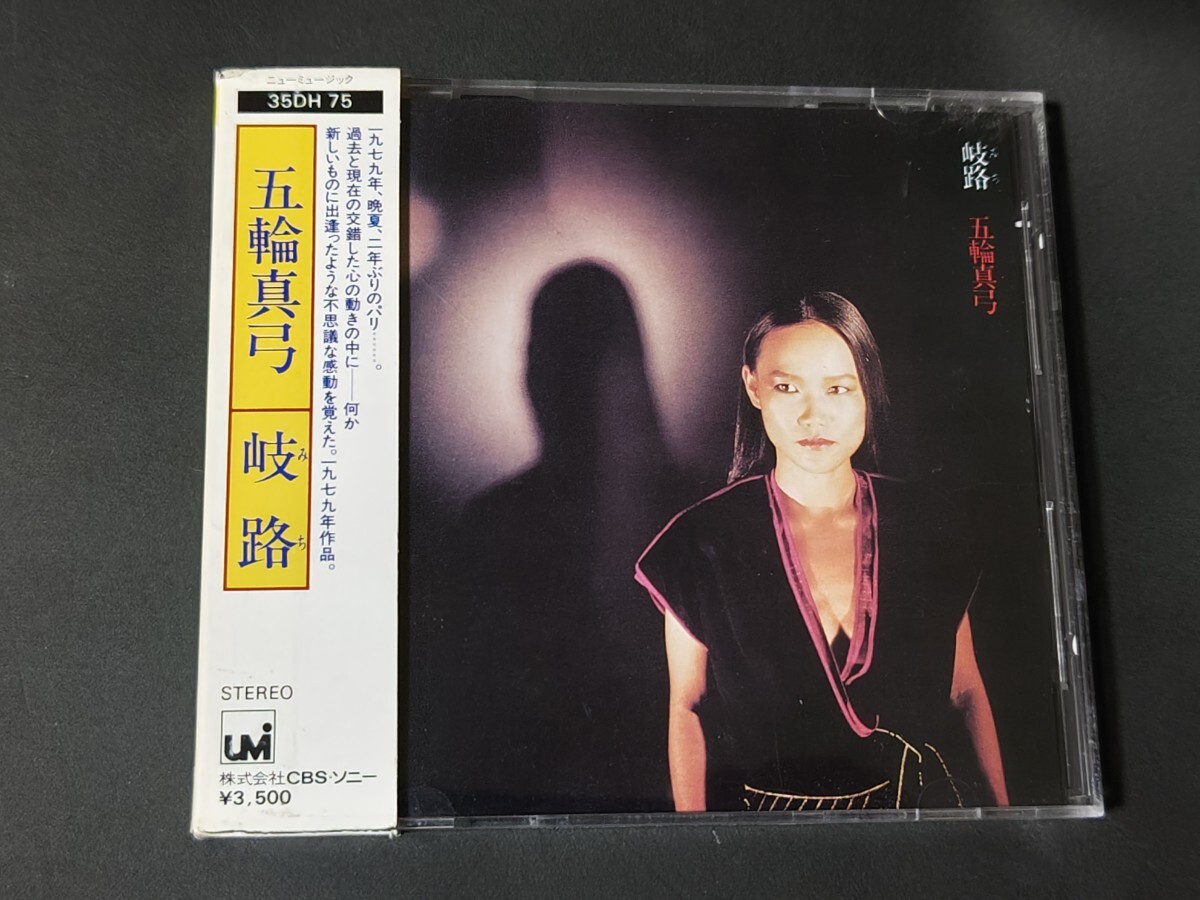 ニューミュージック
35DH 75
一九七九年、晩夏、二年ぶりのパリ……。
過去と現在の交錯した心の動きの中に――何か
新しいものに出逢ったような不思議な感動を覚えた。一九七九年作品。
五輪真弓
岐路
みち
STEREO
UMI
株式会社CBS・ソニー
¥3,500
岐路
みち
五輪真弓